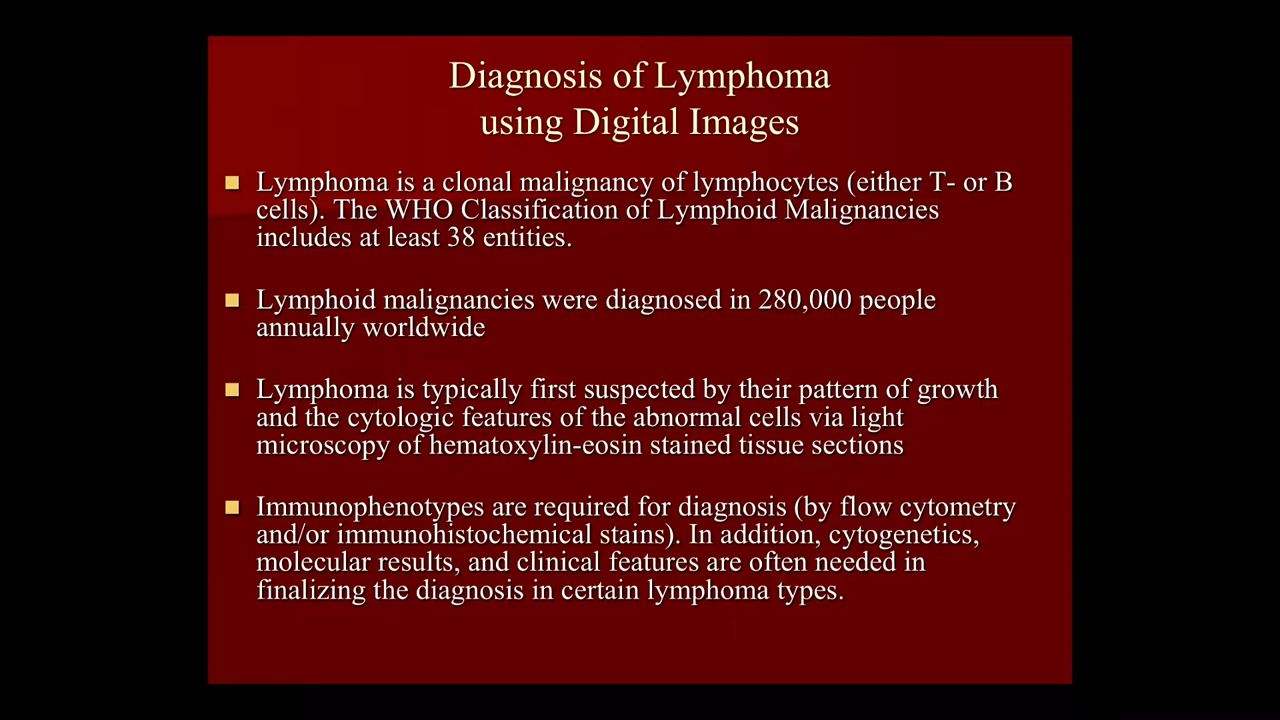 Diagnosis of Lymphoma
using Digital Images
Lymphoma is a clonal malignancy of lymphocytes (either T- or B
cells). The WHO Classification of Lymphoid Malignancies
includes at least 38 entities.
Lymphoid malignancies were diagnosed in 280,000 people
annually worldwide
Lymphoma is typically first suspected by their pattern of growth
and the cytologic features of the abnormal cells via light
microscopy of hematoxylin-eosin stained tissue sections
Immunophenotypes are required for diagnosis (by flow cytometry
and/or immunohistochemical stains). In addition, cytogenetics,
molecular results, and clinical features are often needed in
finalizing the diagnosis in certain lymphoma types.